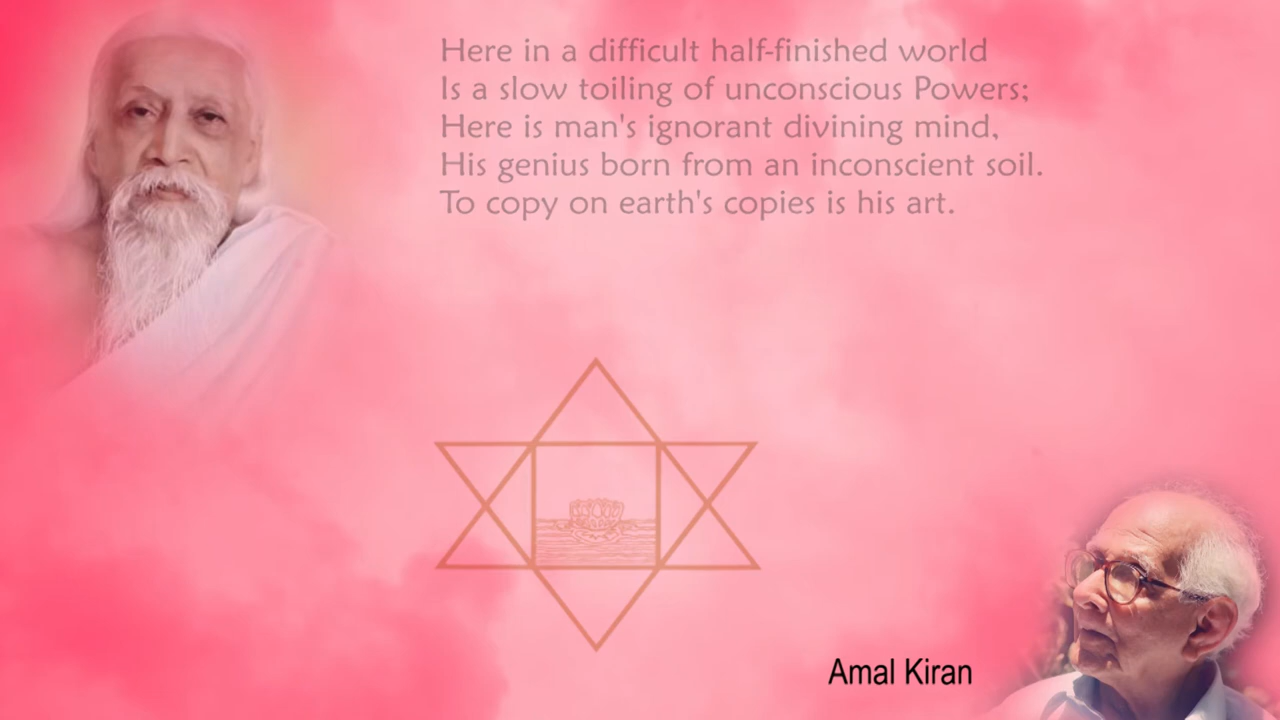 Here in a difficult half-finished world
Is a slow toiling of unconscious Powers;
Here is man's ignorant divining mind,
His genius born from an inconscient soil.
To copy on earth's copies is his art.
Amal Kiran